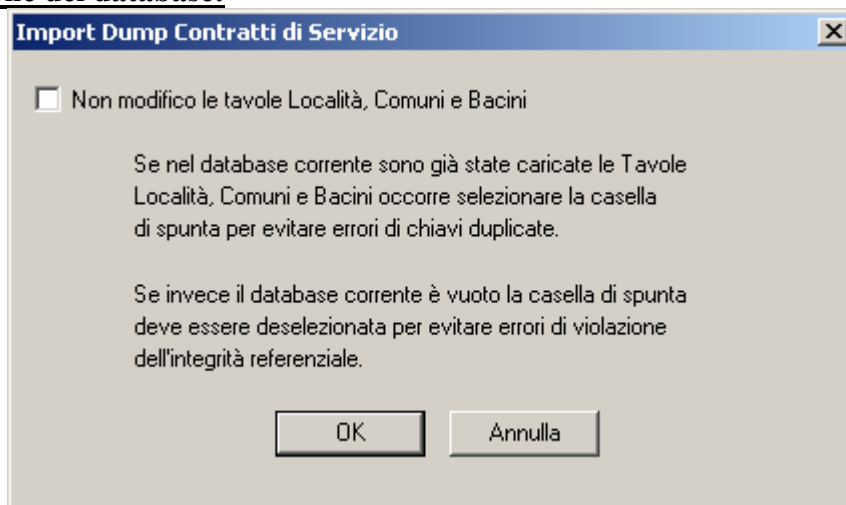 del database.
Import Dump Contratti di Servizio
Non modifico le tavole Località, Comuni e Bacini
Se nel database corrente sono già state caricate le Tavole
Località, Comuni e Bacini occorre selezionare la casella
di spunta per evitare errori di chiavi duplicate.
Se invece il database corrente è vuoto la casella di spunta
deve essere deselezionata per evitare errori di violazione
dell'integrità referenziale.
OK
Annulla